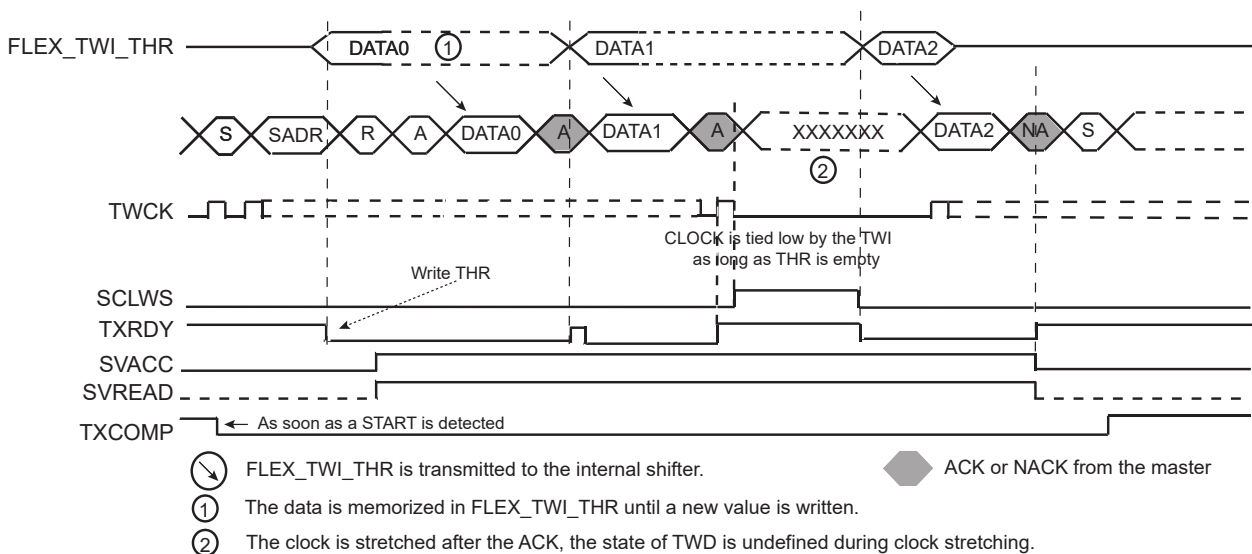 FLEX_TWI_THR DATA0 1 DATA1 DATA2
S SADR R A DATA0 A DATA1 A XXXXXXX DATA2 NA S
2
TWCK
CLOCK is tied low by the TWI
as long as THR is empty
Write THR
SCLWS
TXRDY
SVACC
SVREAD
TXCOMP As soon as a START is detected
FLEX_TWI_THR is transmitted to the internal shifter. ACK or NACK from the master
1 The data is memorized in FLEX_TWI_THR until a new value is written.
2 The clock is stretched after the ACK, the state of TWD is undefined during clock stretching.